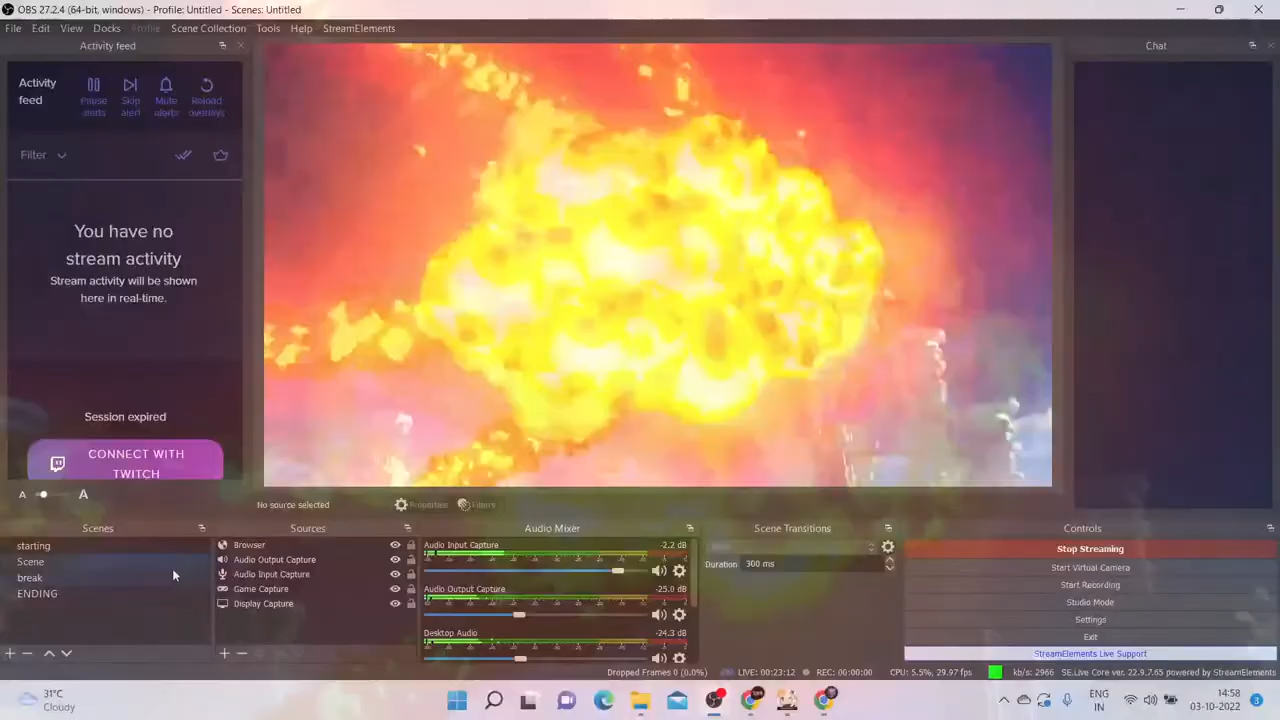 OBS 27.2.4 (64-bit, windows) - Profile: Untitled - Scenes: Untitled
File Edit View Docks Profile Scene Collection Tools Help StreamElements
Activity feed
Chat
Activity
feed
Pause
alerts
Skip
alert
Mute
alerts
Reload
overlays
Filter
You have no
stream activity
Stream activity will be shown
here in real-time.
Session expired
CONNECT WITH
TWITCH
A A
No source selected
Properties
Filters
Scenes
starting
Scene
break
ENDING
Sources
Browser
Audio Output Capture
Audio Input Capture
Game Capture
Display Capture
Audio Mixer
Audio Input Capture -2.2 dB
Audio Output Capture -25.0 dB
Desktop Audio -24.3 dB
Scene Transitions
Duration 300 ms
Controls
Stop Streaming
Start Virtual Camera
Start Recording
Studio Mode
Settings
Exit
StreamElements Live Support
Dropped Frames 0 (0.0%) LIVE: 00:23:12 REC: 00:00:00 CPU: 5.5%, 29.97 fps kb/s: 2966 SE.Live Core ver. 22.9.7.65 powered by StreamElements
31°C
Cloudy
ENG
IN
14:58
03-10-2022
3